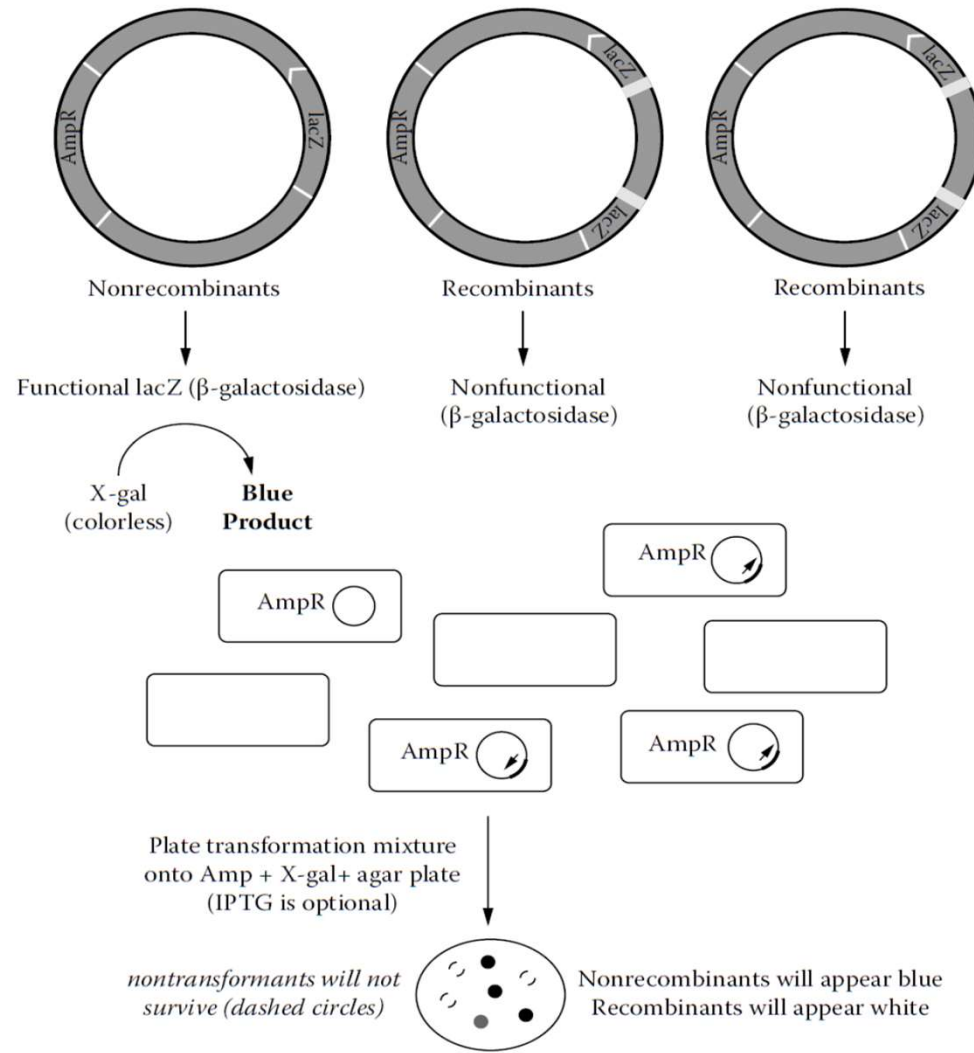 AmpR
lacZ
AmpR
lacZ
lacZ
AmpR
lacZ
lacZ
Nonrecombinants
Recombinants
Recombinants
Functional lacZ (β-galactosidase)
Nonfunctional
(β-galactosidase)
Nonfunctional
(β-galactosidase)
X-gal
(colorless)
Blue
Product
AmpR
AmpR
AmpR
AmpR
Plate transformation mixture
onto Amp + X-gal+ agar plate
(IPTG is optional)
nontransformants will not
survive (dashed circles)
Nonrecombinants will appear blue
Recombinants will appear white